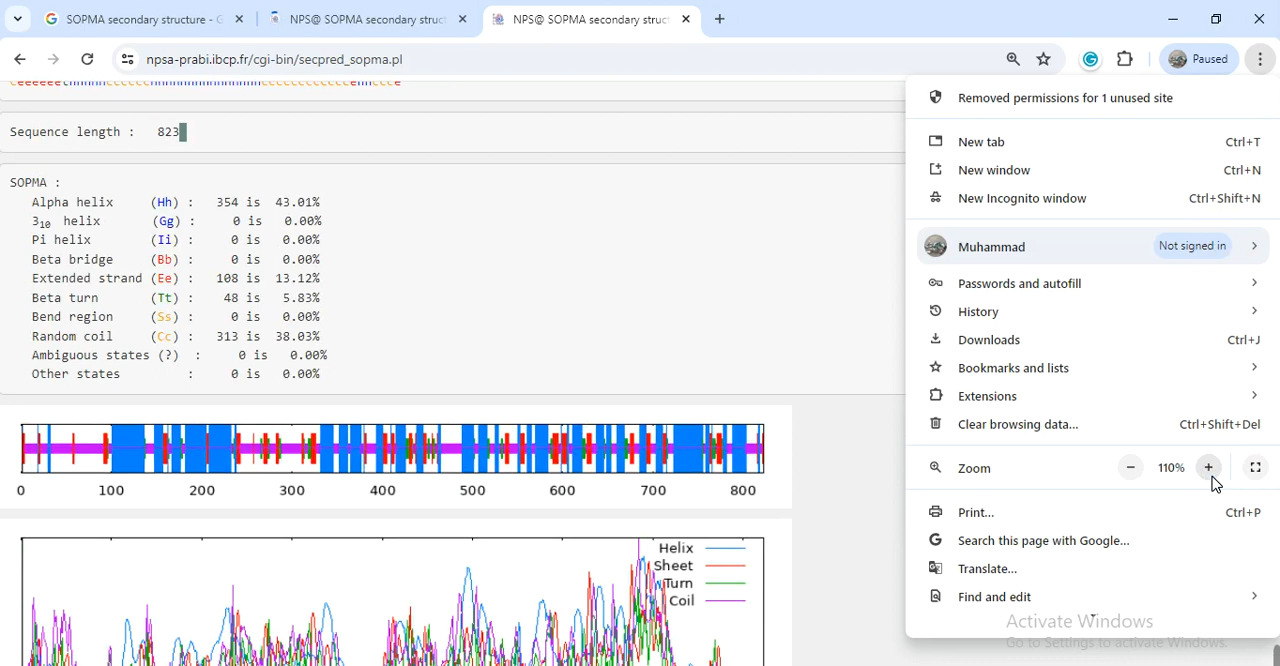 SOPMA secondary structure - G
NPS@ SOPMA secondary struct
NPS@ SOPMA secondary struct
npsa-prabi.ibcp.fr/cgi-bin/secpred_sopma.pl
Paused
Sequence length : 823
SOPMA :
Alpha helix (Hh) : 354 is 43.01%
310 helix (Gg) : 0 is 0.00%
Pi helix (Ii) : 0 is 0.00%
Beta bridge (Bb) : 0 is 0.00%
Extended strand (Ee) : 108 is 13.12%
Beta turn (Tt) : 48 is 5.83%
Bend region (Ss) : 0 is 0.00%
Random coil (Cc) : 313 is 38.03%
Ambiguous states (?) : 0 is 0.00%
Other states : 0 is 0.00%
0 100 200 300 400 500 600 700 800
Helix
Sheet
Turn
Coil
Removed permissions for 1 unused site
New tab Ctrl+T
New window Ctrl+N
New Incognito window Ctrl+Shift+N
Muhammad Not signed in
Passwords and autofill
History
Downloads Ctrl+J
Bookmarks and lists
Extensions
Clear browsing data... Ctrl+Shift+Del
Zoom − 110% +
Print... Ctrl+P
Search this page with Google...
Translate...
Find and edit
Activate Windows
Go to Settings to activate Windows.